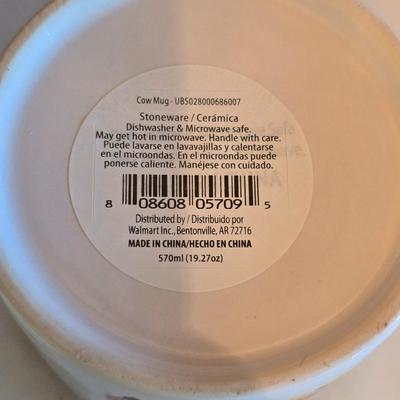 Cow Mug - UBS028000686007
Stoneware / Cerámica
Dishwasher & Microwave safe.
May get hot in microwave. Handle with care.
Puede lavarse en lavavajillas y calentarse
en el microondas. En el microondas puede
ponerse caliente. Manéjese con cuidado.
8 08608 05709 5
Distributed by / Distribuido por
Walmart Inc., Bentonville, AR 72716
MADE IN CHINA/HECHO EN CHINA
570ml (19.27oz)